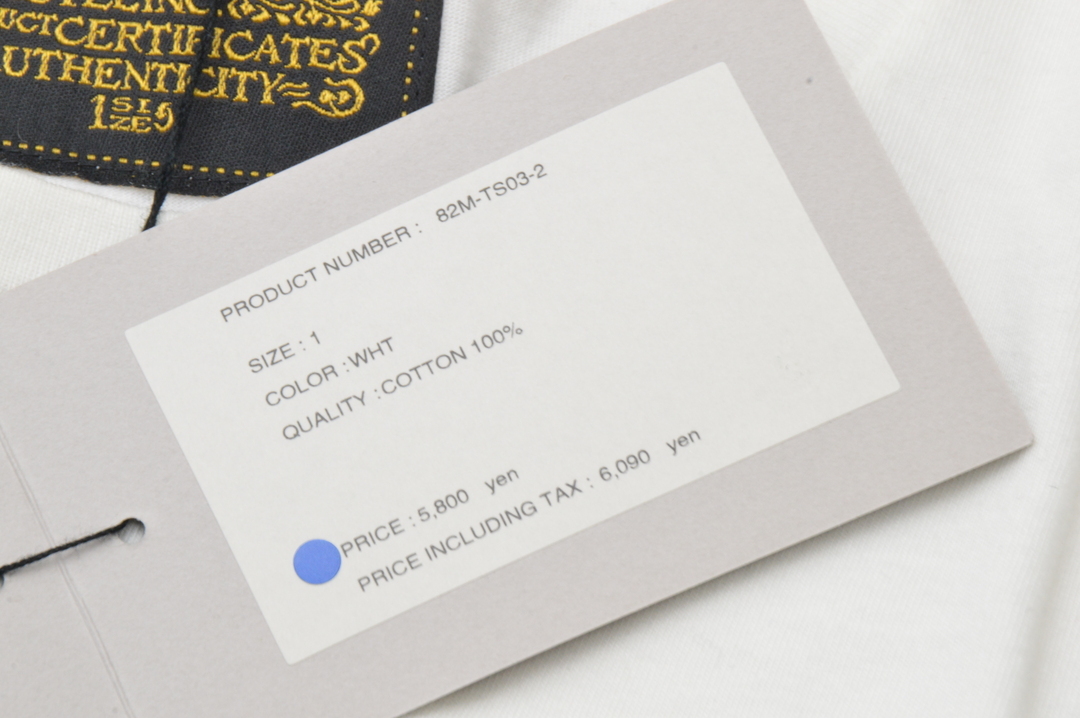 CERTIFICATES
AUTHENTICITY
1 SIZE
PRODUCT NUMBER : 82M-TS03-2
SIZE : 1
COLOR :WHT
QUALITY :COTTON 100%
PRICE : 5,800 yen
PRICE INCLUDING TAX : 6,090 yen